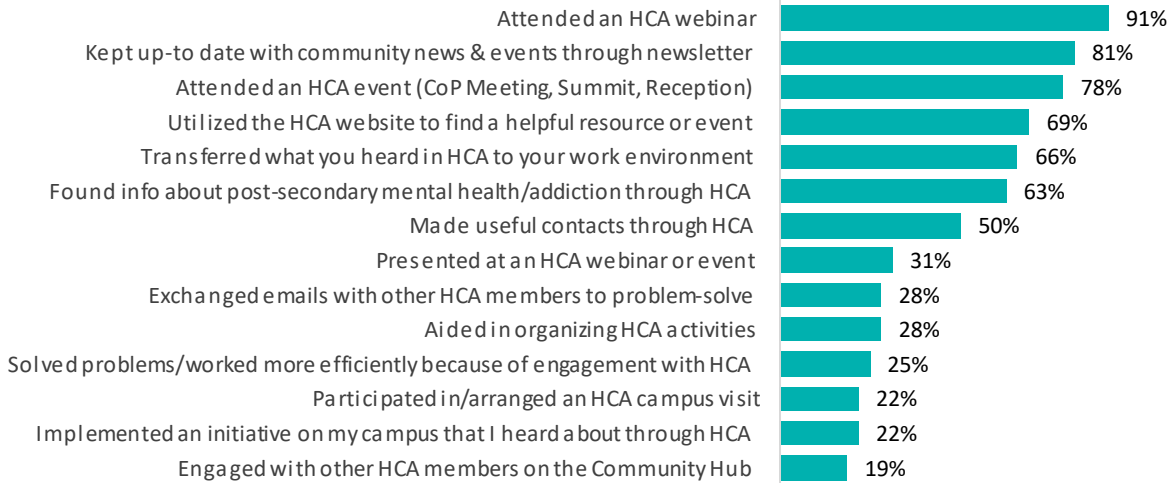 Attended an HCA webinar 91%
Kept up-to date with community news & events through newsletter 81%
Attended an HCA event (CoP Meeting, Summit, Reception) 78%
Utilized the HCA website to find a helpful resource or event 69%
Transferred what you heard in HCA to your work environment 66%
Found info about post-secondary mental health/addiction through HCA 63%
Made useful contacts through HCA 50%
Presented at an HCA webinar or event 31%
Exchanged emails with other HCA members to problem-solve 28%
Aided in organizing HCA activities 28%
Solved problems/worked more efficiently because of engagement with HCA 25%
Participated in/arranged an HCA campus visit 22%
Implemented an initiative on my campus that I heard about through HCA 22%
Engaged with other HCA members on the Community Hub 19%